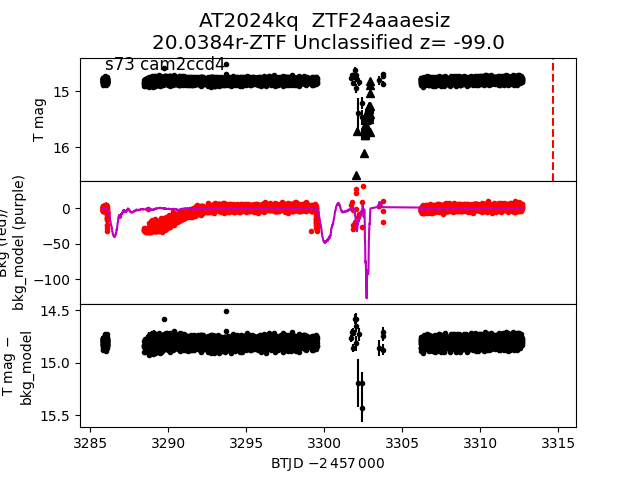 AT2024kq  ZTF24aaaesiz
20.0384r-ZTF Unclassified z= -99.0
s73 cam2ccd4
15
16
T mag
0
−50
−100
Bkg (red)/
bkg_model (purple)
14.5
15.0
15.5
T mag −
bkg_model
3285 3290 3295 3300 3305 3310 3315
BTJD −2 457 000